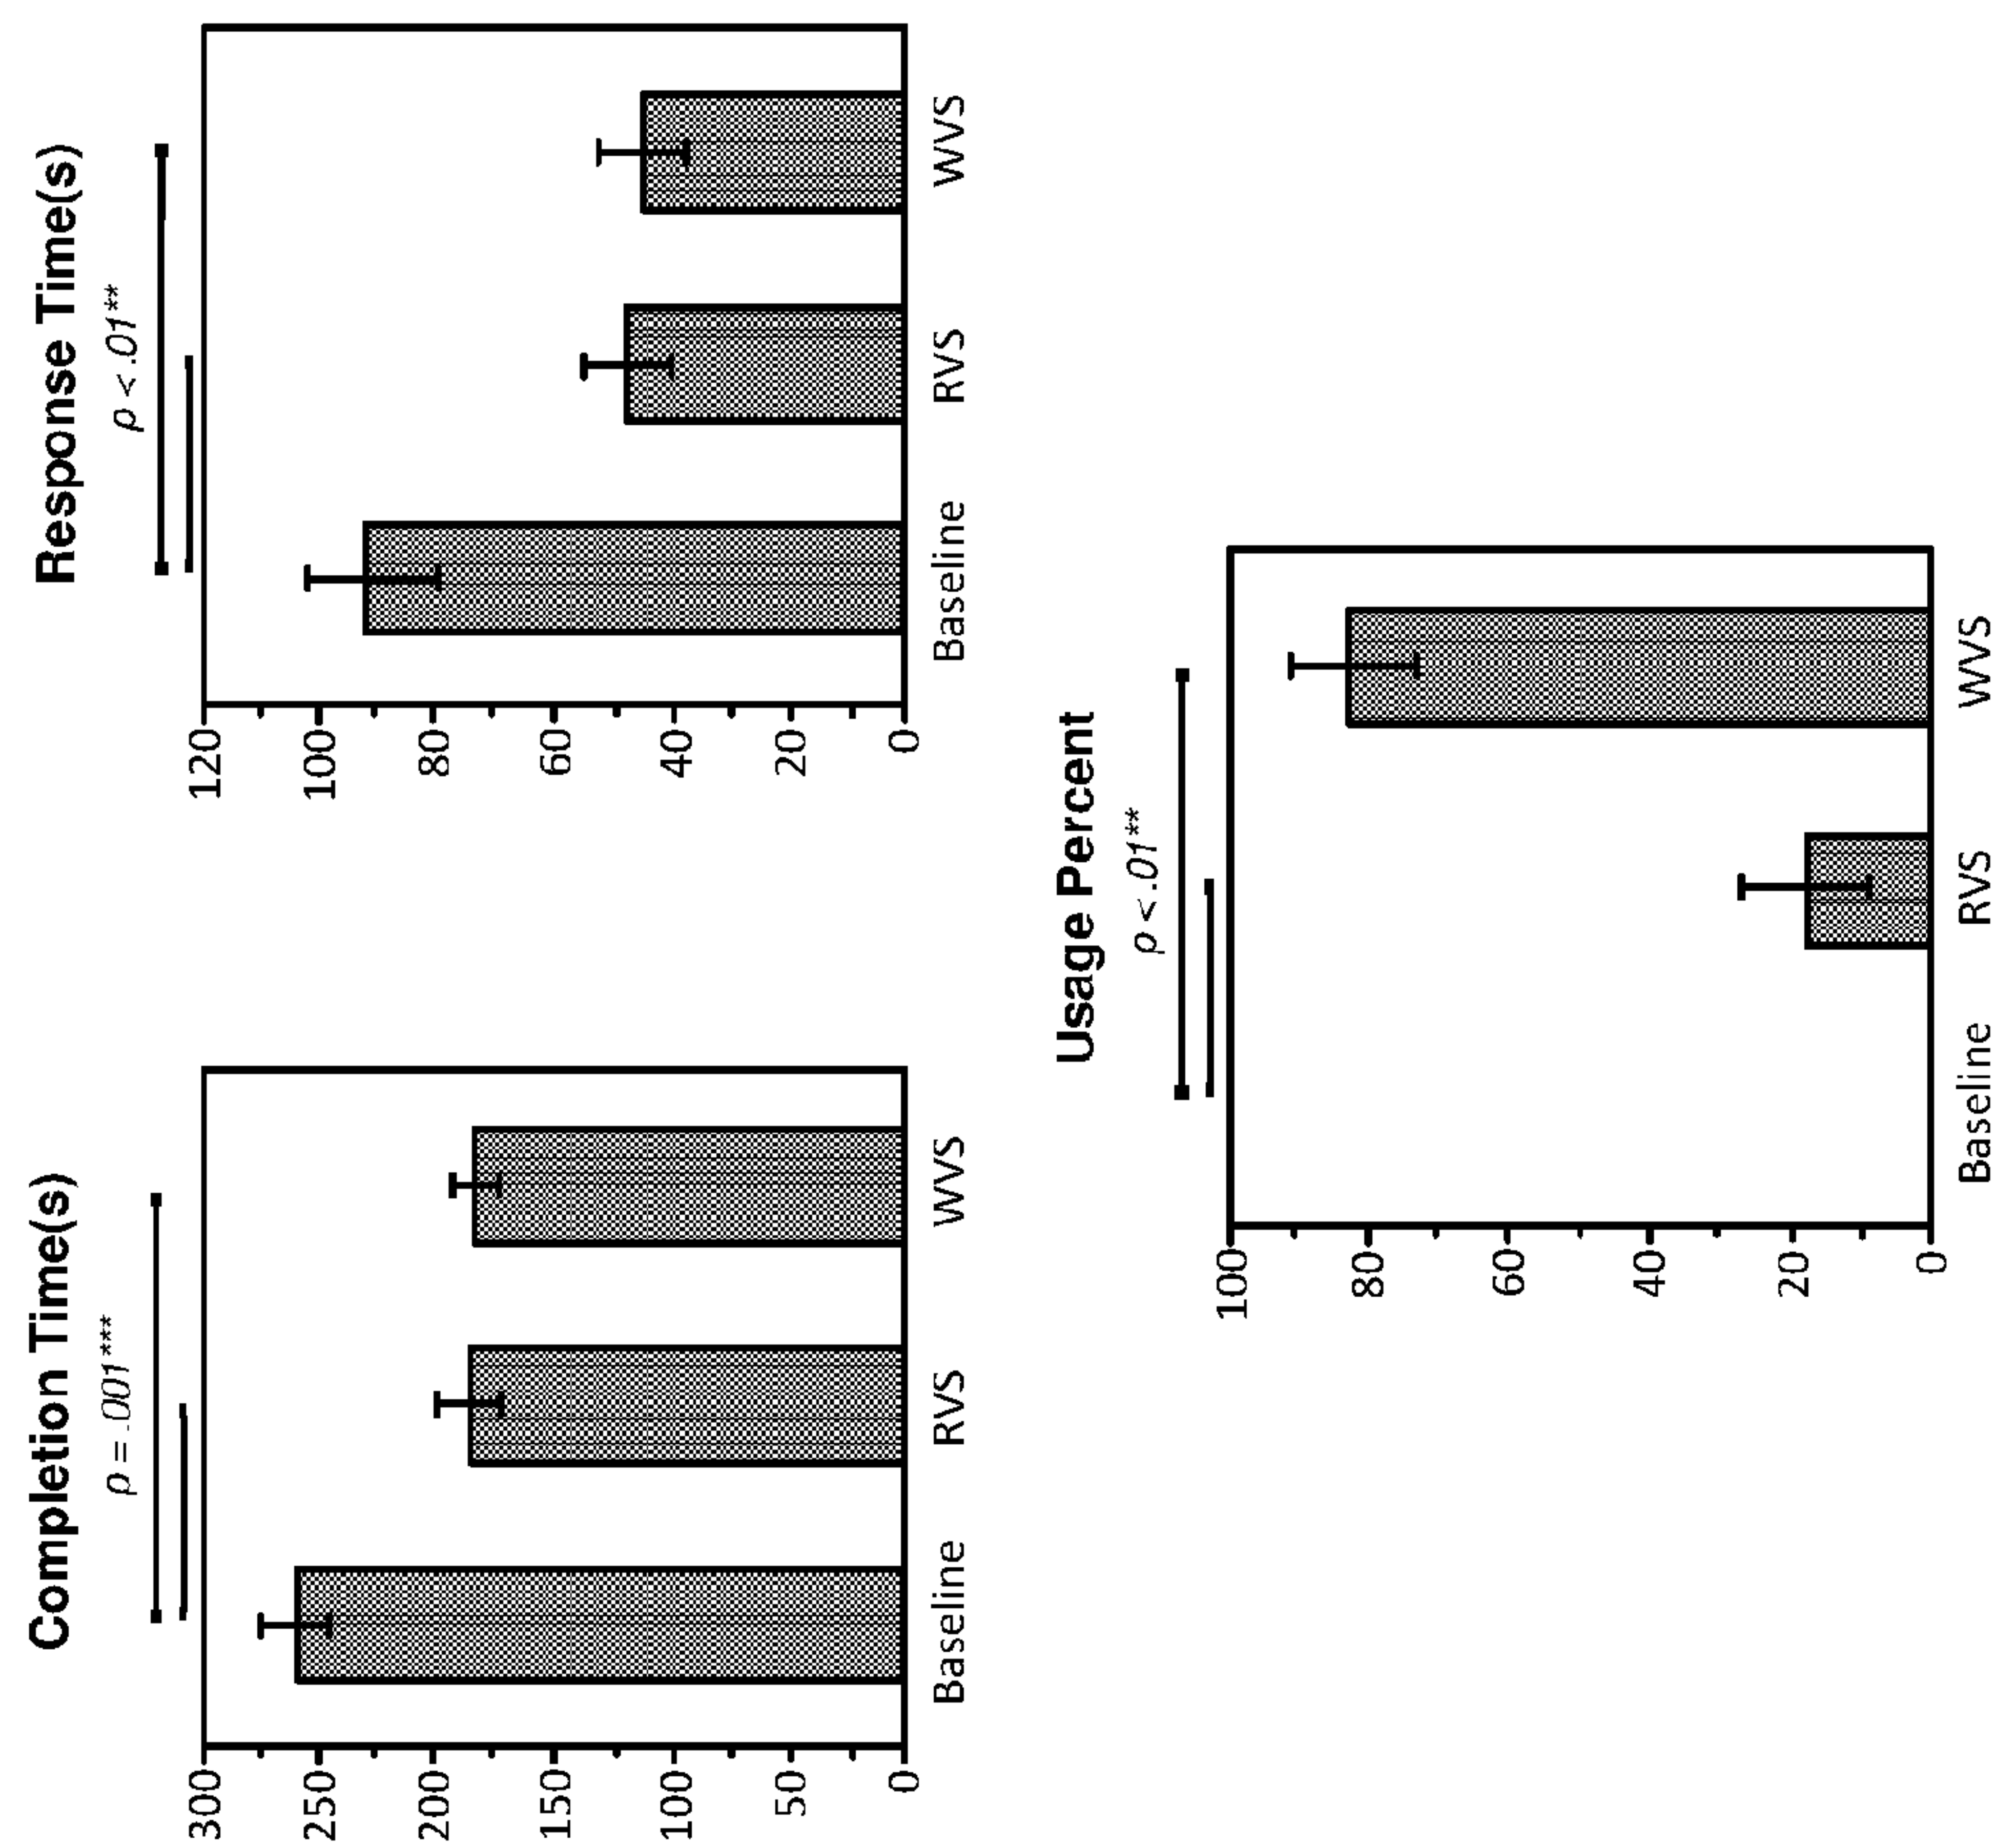 Completion Time(s)
ρ = .001***
300
250
200
150
100
50
0
Baseline
RVS
WVS
Response Time(s)
ρ < .01**
120
100
80
60
40
20
0
Baseline
RVS
WVS
Usage Percent
ρ < .01**
100
80
60
40
20
0
Baseline
RVS
WVS